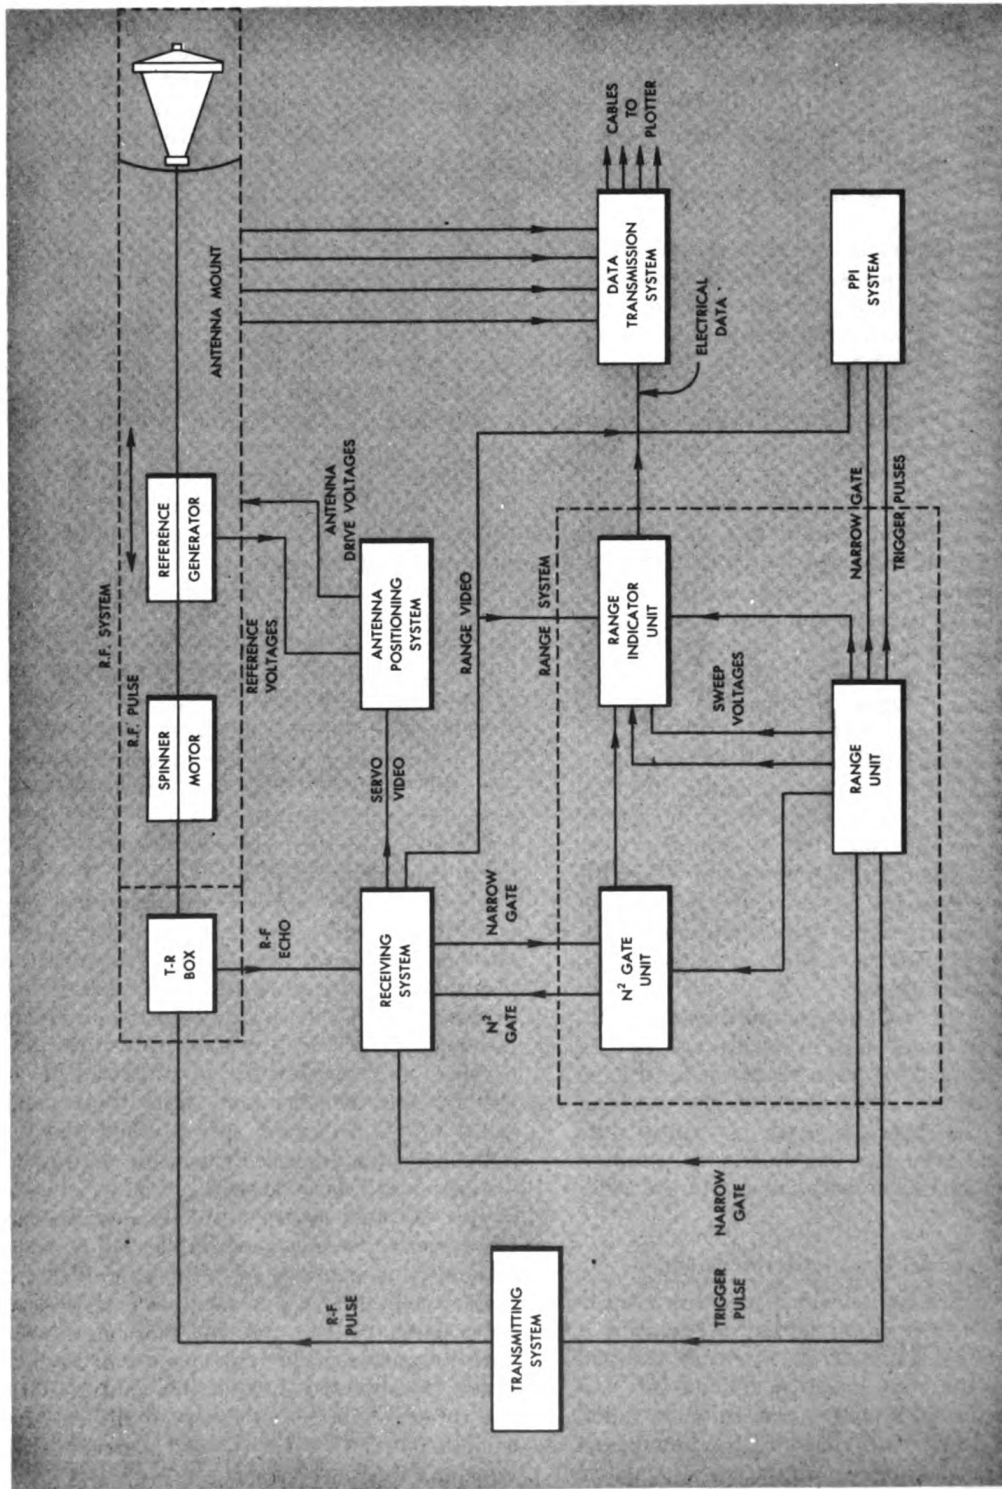 R.F. SYSTEM
R.F. PULSE
T-R
BOX
SPINNER
MOTOR
REFERENCE
GENERATOR
ANTENNA MOUNT
R-F
ECHO
REFERENCE
VOLTAGES
ANTENNA
DRIVE VOLTAGES
R-F
PULSE
RECEIVING
SYSTEM
SERVO
VIDEO
ANTENNA
POSITIONING
SYSTEM
RANGE VIDEO
N² GATE
NARROW
GATE
TRANSMITTING
SYSTEM
RANGE SYSTEM
N² GATE
UNIT
RANGE
INDICATOR
UNIT
DATA
TRANSMISSION
SYSTEM
CABLES
TO
PLOTTER
ELECTRICAL
DATA
SWEEP
VOLTAGES
TRIGGER
PULSE
NARROW
GATE
RANGE
UNIT
NARROW GATE
TRIGGER PULSES
PPI
SYSTEM